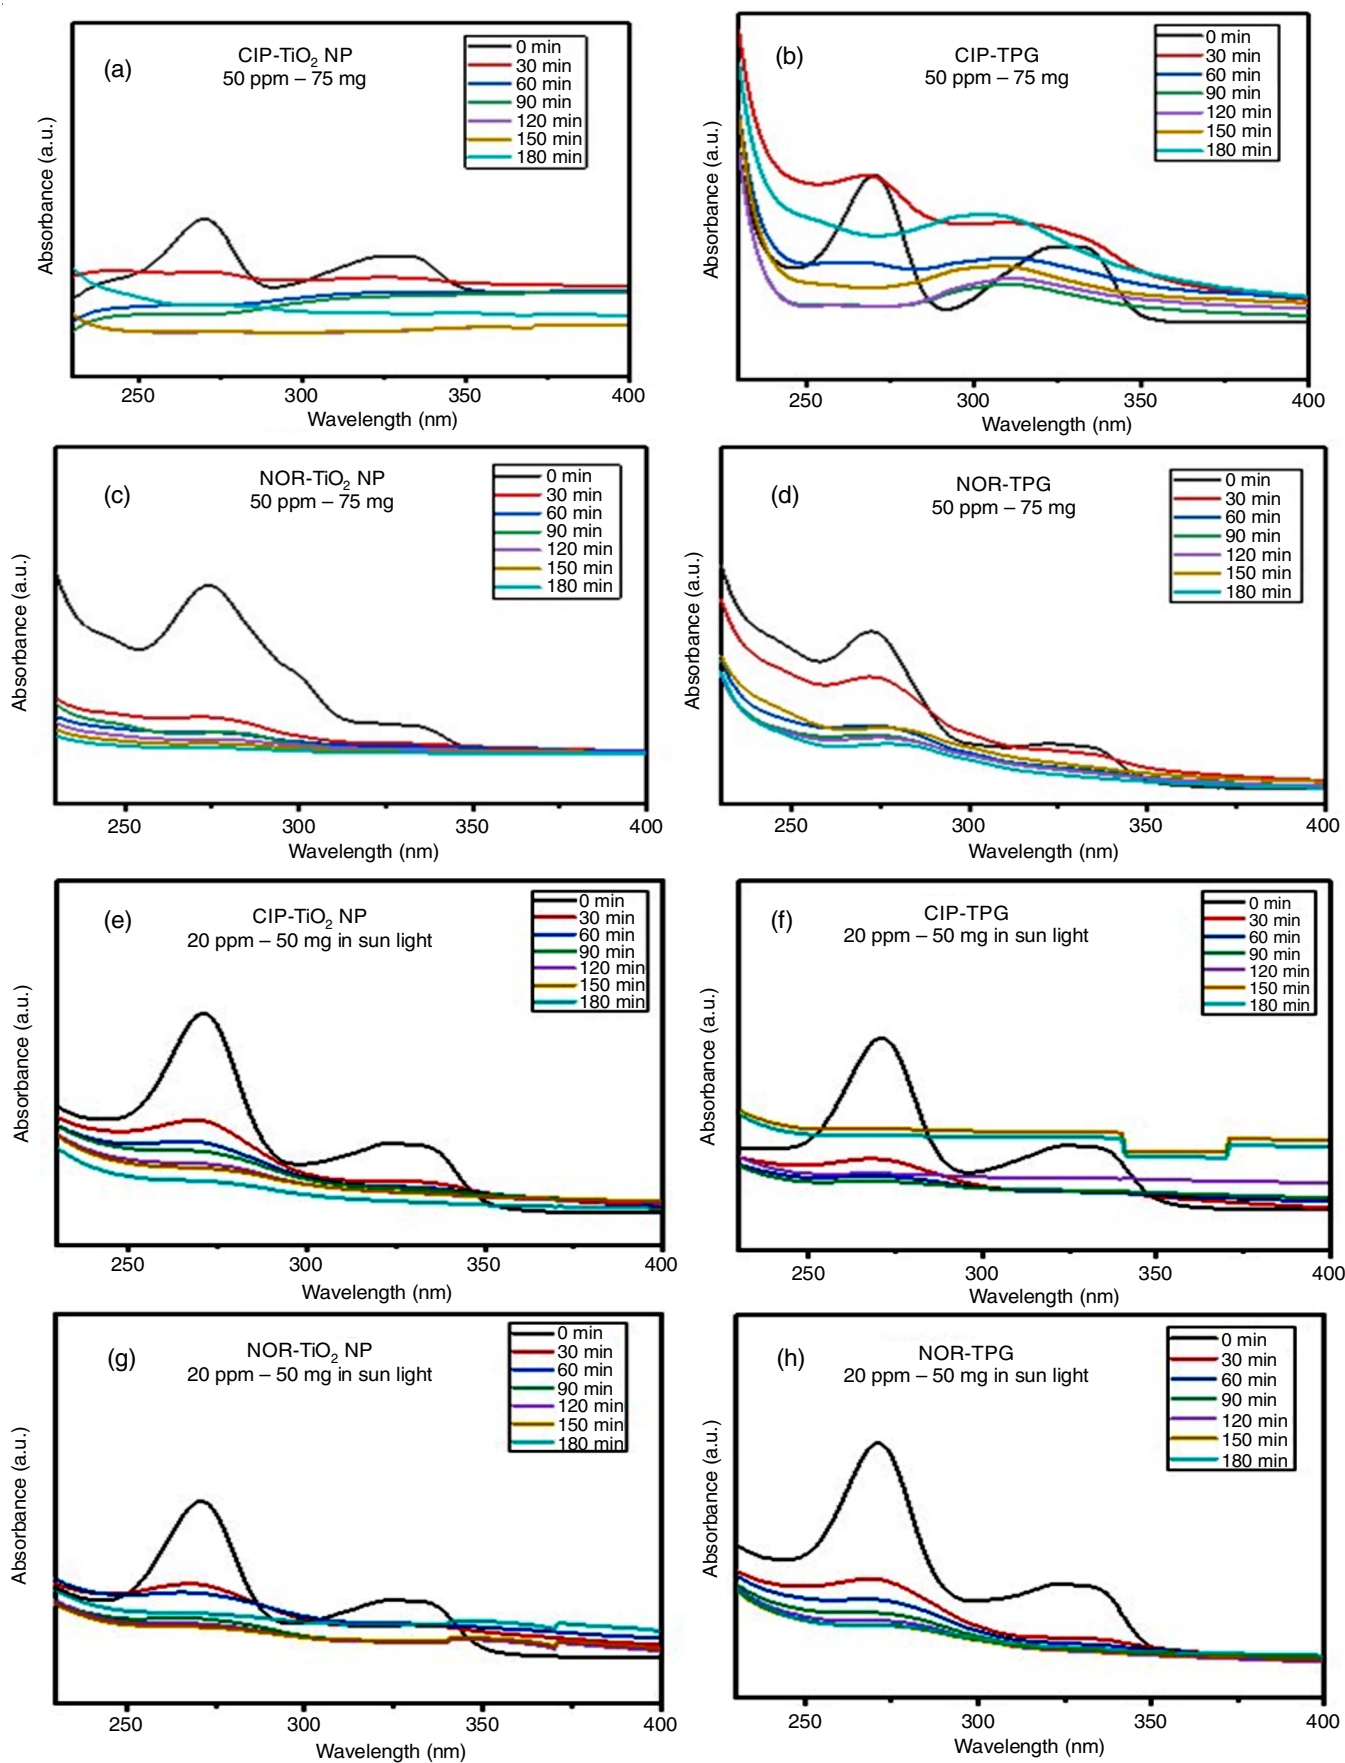 (a)
CIP-TiO₂ NP
50 ppm – 75 mg
0 min
30 min
60 min
90 min
120 min
150 min
180 min
Absorbance (a.u.)
250 300 350 400
Wavelength (nm)
(b)
CIP-TPG
50 ppm – 75 mg
0 min
30 min
60 min
90 min
120 min
150 min
180 min
Absorbance (a.u.)
250 300 350 400
Wavelength (nm)
(c)
NOR-TiO₂ NP
50 ppm – 75 mg
0 min
30 min
60 min
90 min
120 min
150 min
180 min
Absorbance (a.u.)
250 300 350 400
Wavelength (nm)
(d)
NOR-TPG
50 ppm – 75 mg
0 min
30 min
60 min
90 min
120 min
150 min
180 min
Absorbance (a.u.)
250 300 350 400
Wavelength (nm)
(e)
CIP-TiO₂ NP
20 ppm – 50 mg in sun light
0 min
30 min
60 min
90 min
120 min
150 min
180 min
Absorbance (a.u.)
250 300 350 400
Wavelength (nm)
(f)
CIP-TPG
20 ppm – 50 mg in sun light
0 min
30 min
60 min
90 min
120 min
150 min
180 min
Absorbance (a.u.)
250 300 350 400
Wavelength (nm)
(g)
NOR-TiO₂ NP
20 ppm – 50 mg in sun light
0 min
30 min
60 min
90 min
120 min
150 min
180 min
Absorbance (a.u.)
250 300 350 400
Wavelength (nm)
(h)
NOR-TPG
20 ppm – 50 mg in sun light
0 min
30 min
60 min
90 min
120 min
150 min
180 min
Absorbance (a.u.)
250 300 350 400
Wavelength (nm)